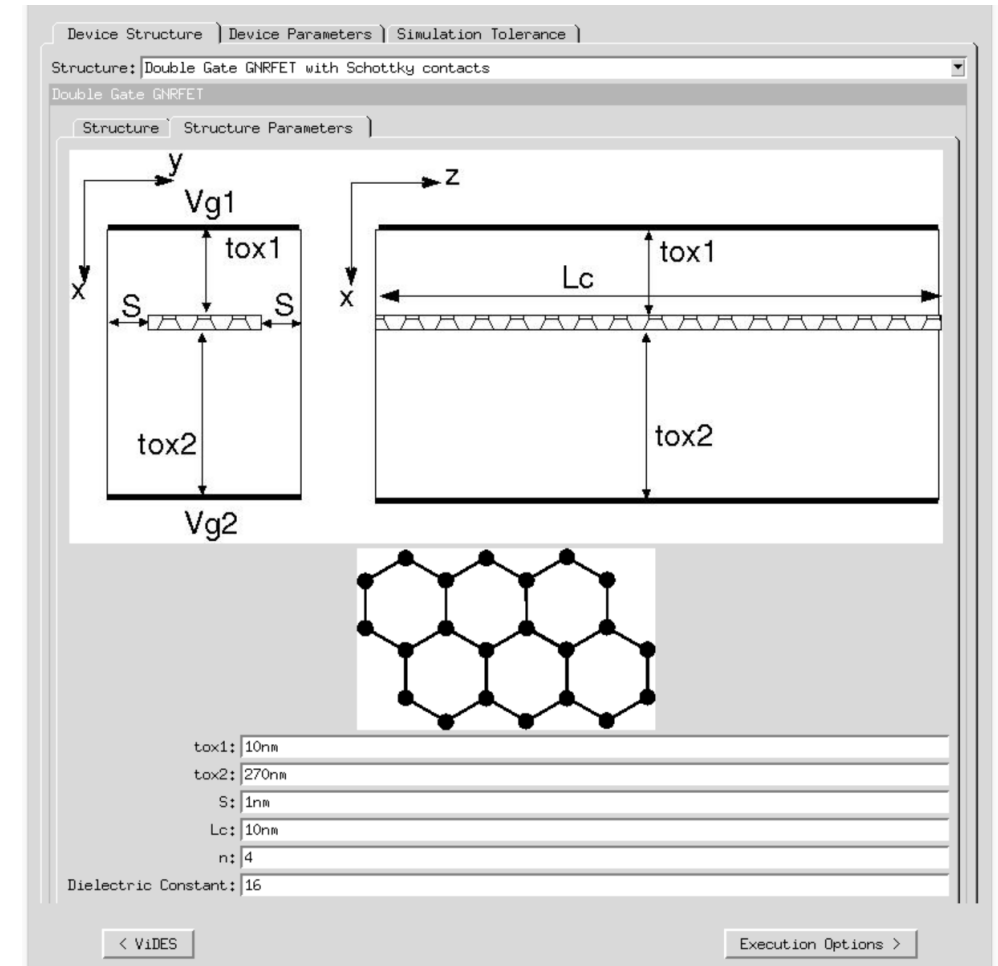 Device Structure Device Parameters Simulation Tolerance
Structure: Double Gate GNRFET with Schottky contacts
Double Gate GNRFET
Structure Structure Parameters
y
z
Vg1
tox1
tox1
x
x
Lc
S
S
tox2
tox2
Vg2
tox1: 10nm
tox2: 270nm
S: 1nm
Lc: 10nm
n: 4
Dielectric Constant: 16
< ViDES
Execution Options >